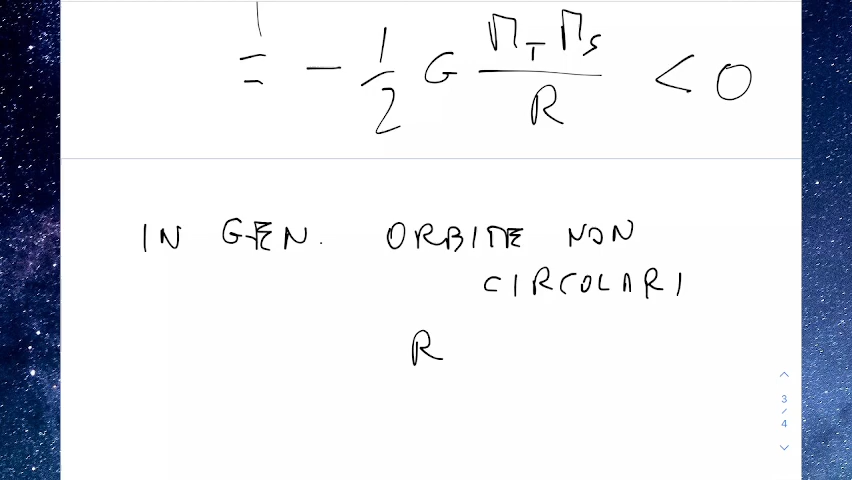 = - 1/2 G M_T M_S / R < 0
IN GEN. ORBITE NON
CIRCOLARI
R
3
/
4